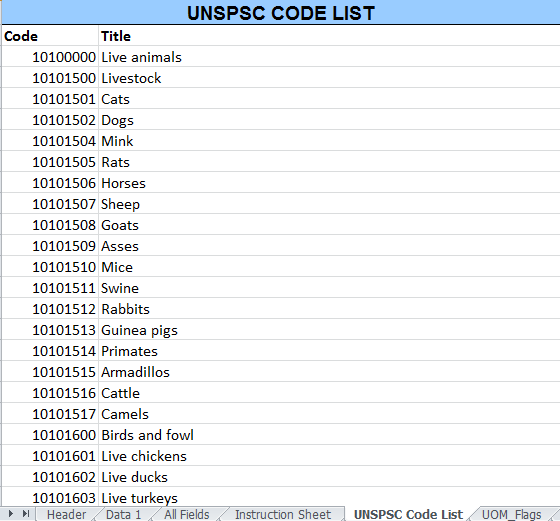 UNSPSC CODE LIST
Code Title
10100000 Live animals
10101500 Livestock
10101501 Cats
10101502 Dogs
10101504 Mink
10101505 Rats
10101506 Horses
10101507 Sheep
10101508 Goats
10101509 Asses
10101510 Mice
10101511 Swine
10101512 Rabbits
10101513 Guinea pigs
10101514 Primates
10101515 Armadillos
10101516 Cattle
10101517 Camels
10101600 Birds and fowl
10101601 Live chickens
10101602 Live ducks
10101603 Live turkeys
Header Data 1 All Fields Instruction Sheet UNSPSC Code List UOM_Flags